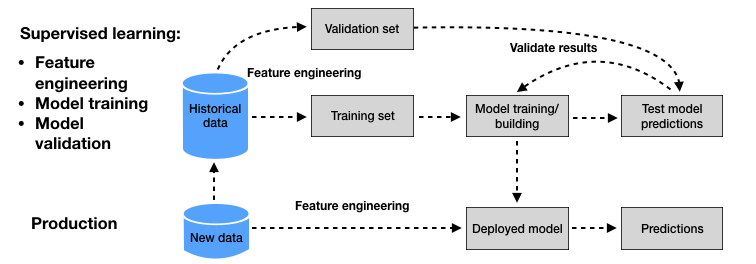 Supervised learning:
• Feature
engineering
• Model training
• Model
validation
Validation set
Validate results
Feature engineering
Historical
data
Training set
Model training/
building
Test model
predictions
Production
New data
Feature engineering
Deployed model
Predictions